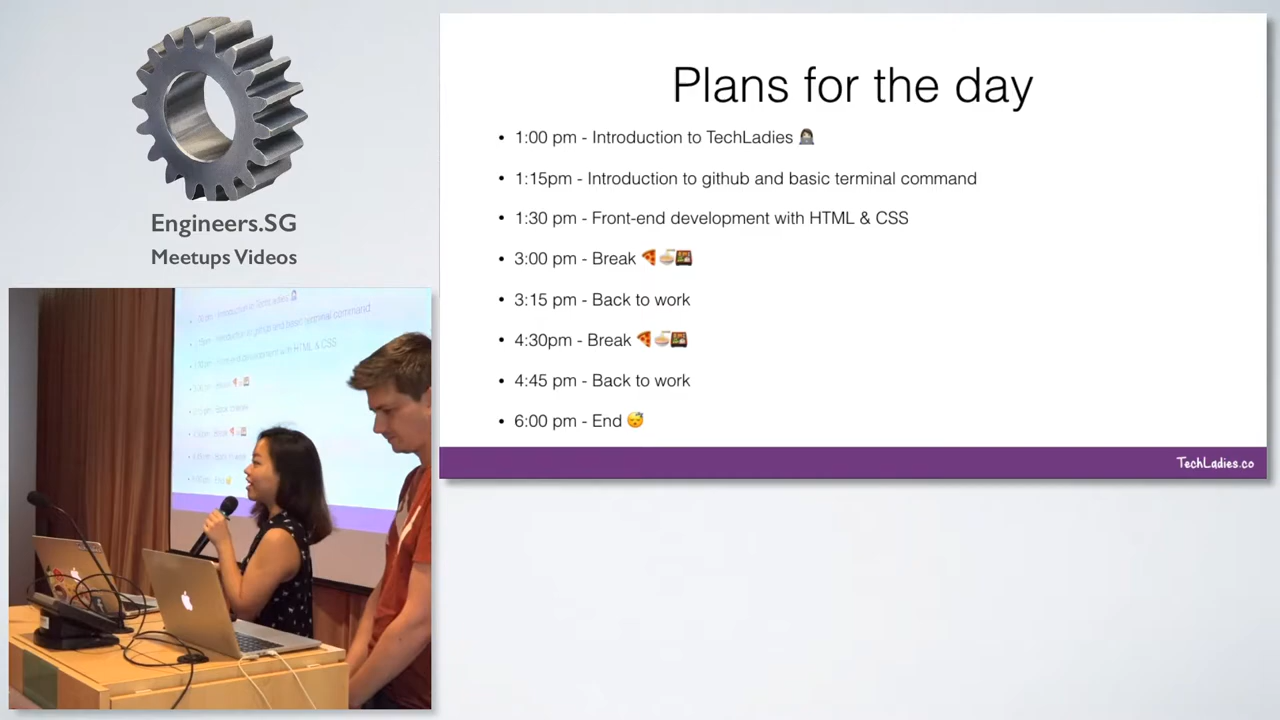 Engineers.SG
Meetups Videos
Plans for the day
• 1:00 pm - Introduction to TechLadies 👩🏻‍💻
• 1:15pm - Introduction to github and basic terminal command
• 1:30 pm - Front-end development with HTML & CSS
• 3:00 pm - Break 🍕🍜🍱
• 3:15 pm - Back to work
• 4:30pm - Break 🍕🍜🍱
• 4:45 pm - Back to work
• 6:00 pm - End 😴
TechLadies.co